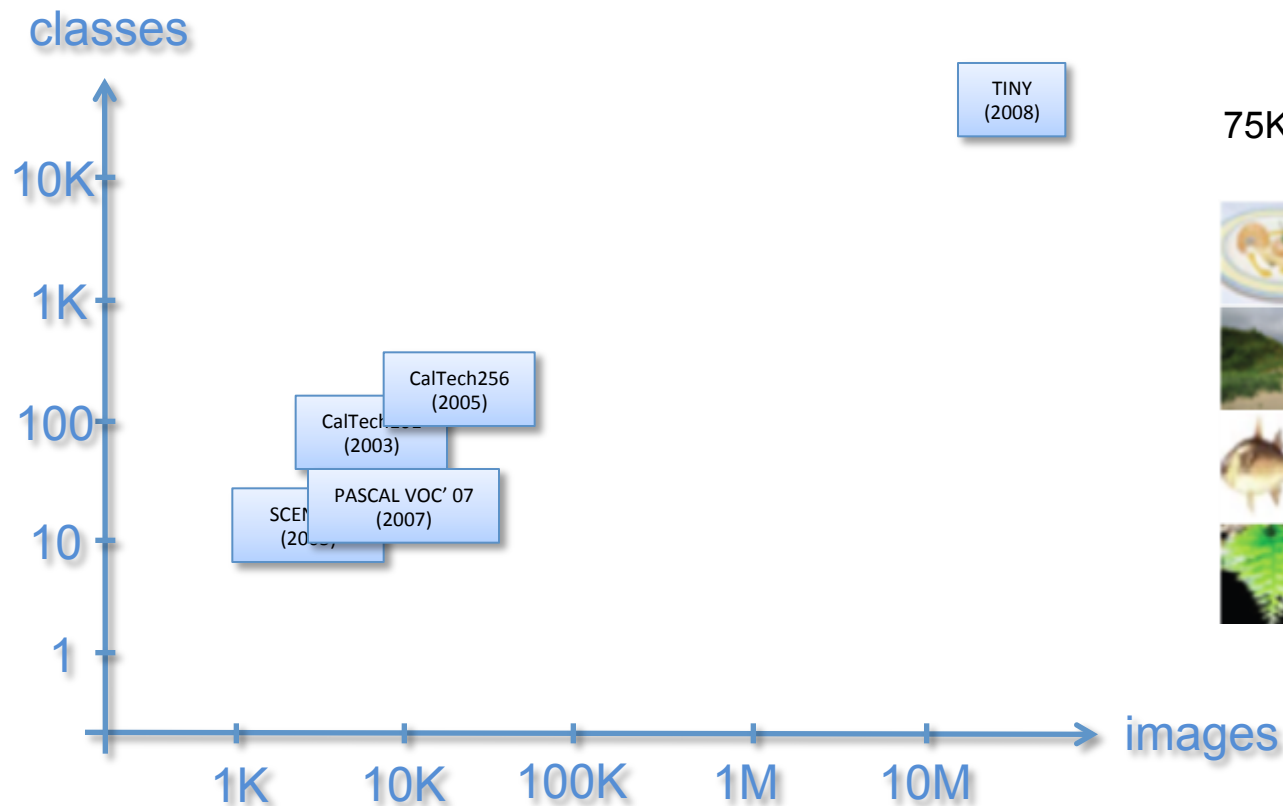 classes
TINY
(2008)
75K
10K
1K
CalTech256
(2005)
100
(2003)
PASCAL VOC' 07
(2007)
10
1
images
1K
10K
100K
1M
10M